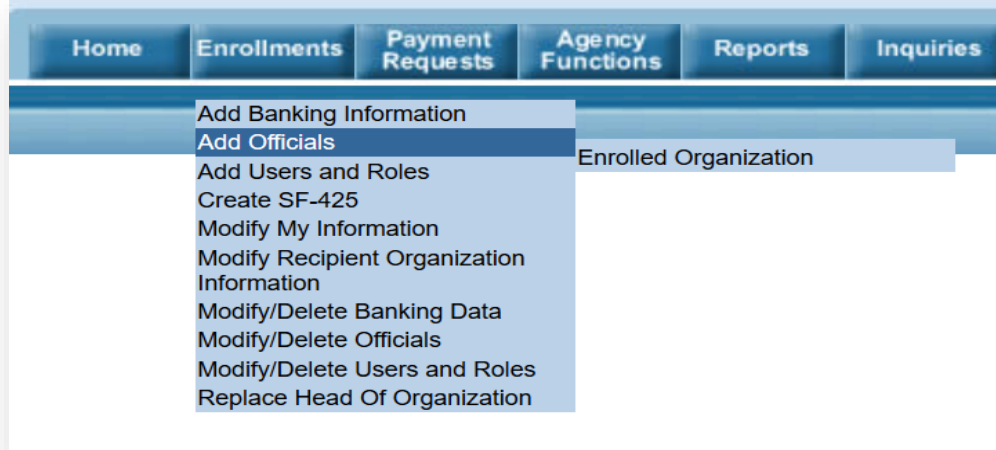 Home
Enrollments
Payment
Requests
Agency
Functions
Reports
Inquiries
Add Banking Information
Add Officials
Enrolled Organization
Add Users and Roles
Create SF-425
Modify My Information
Modify Recipient Organization
Information
Modify/Delete Banking Data
Modify/Delete Officials
Modify/Delete Users and Roles
Replace Head Of Organization